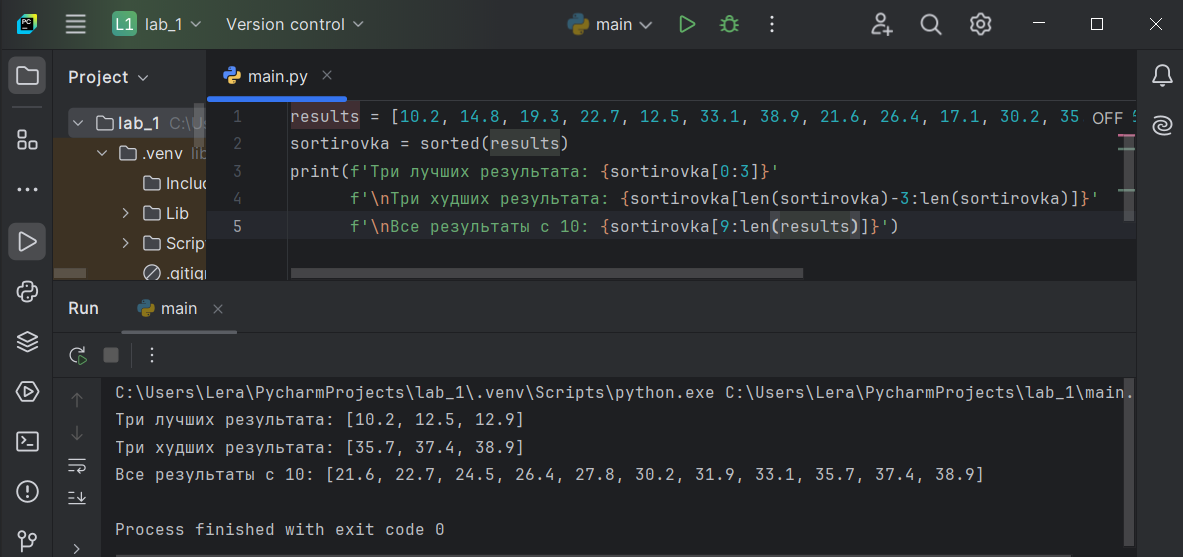 PC
L1 lab_1 Version control main
Project main.py
lab_1 C:\U
.venv lib
Includ
Lib
Script
.gitign
1 results = [10.2, 14.8, 19.3, 22.7, 12.5, 33.1, 38.9, 21.6, 26.4, 17.1, 30.2, 35 OFF
2 sortirovka = sorted(results)
3 print(f'Три лучших результата: {sortirovka[0:3]}'
4 f'\nТри худших результата: {sortirovka[len(sortirovka)-3:len(sortirovka)]}'
5 f'\nВсе результаты с 10: {sortirovka[9:len(results)]}')
Run main
C:\Users\Lera\PycharmProjects\lab_1\.venv\Scripts\python.exe C:\Users\Lera\PycharmProjects\lab_1\main.
Три лучших результата: [10.2, 12.5, 12.9]
Три худших результата: [35.7, 37.4, 38.9]
Все результаты с 10: [21.6, 22.7, 24.5, 26.4, 27.8, 30.2, 31.9, 33.1, 35.7, 37.4, 38.9]
Process finished with exit code 0